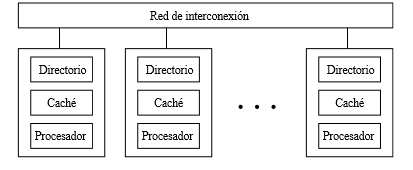 Red de interconexión
Directorio
Caché
Procesador
Directorio
Caché
Procesador
Directorio
Caché
Procesador